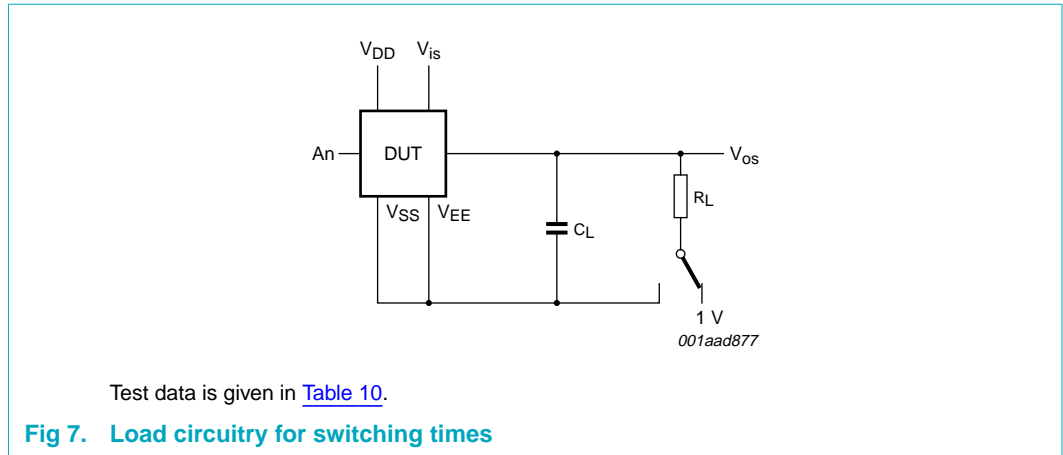 VDD Vis
An DUT Vos
VSS VEE RL
CL
1 V
001aad877
Test data is given in Table 10.
Fig 7. Load circuitry for switching times